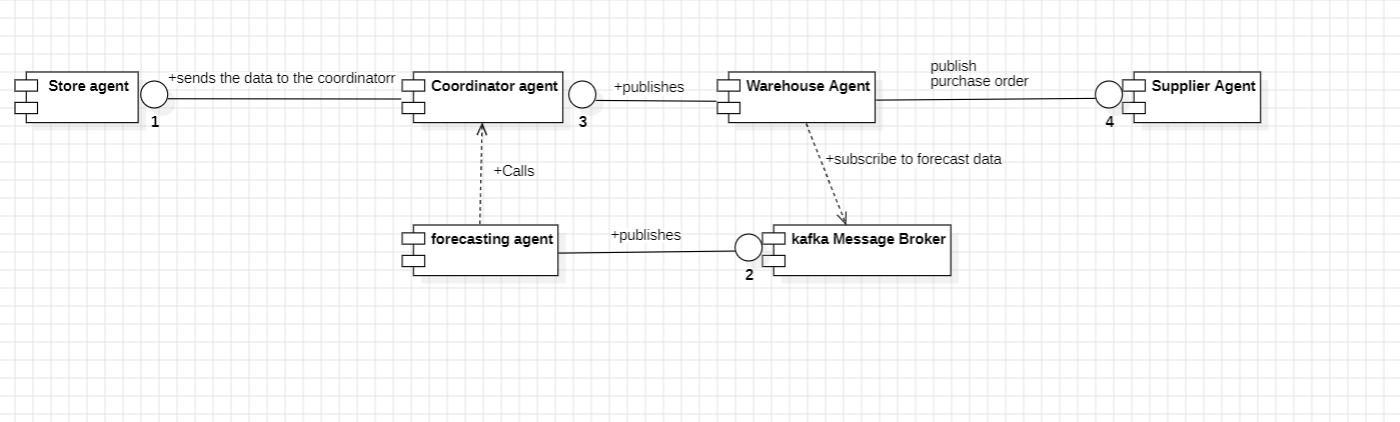 Store agent
+sends the data to the coordinatorr
Coordinator agent
+publishes
Warehouse Agent
publish
purchase order
Supplier Agent
1
3
4
+Calls
+subscribe to forecast data
forecasting agent
+publishes
kafka Message Broker
2